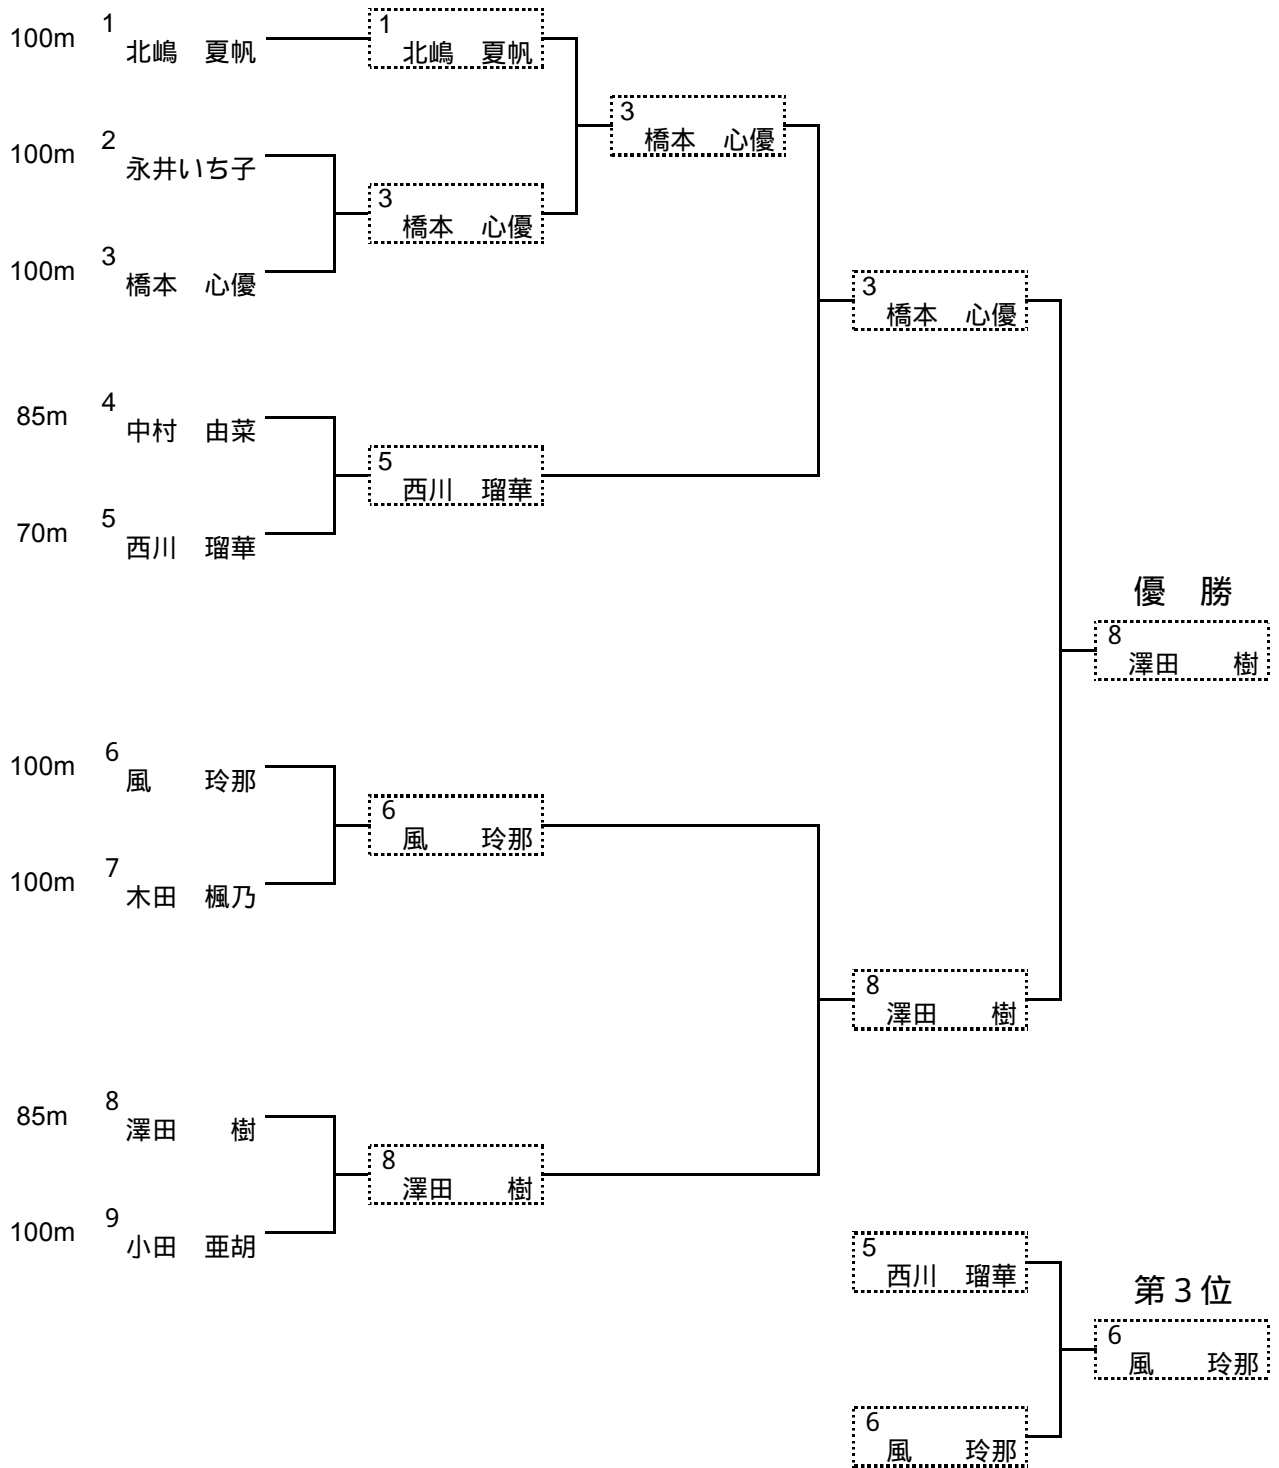 100m 1 北嶋　夏帆
1 北嶋　夏帆
3 橋本　心優
100m 2 永井いち子
3 橋本　心優
100m 3 橋本　心優
3 橋本　心優
85m 4 中村　由菜
5 西川　瑠華
70m 5 西川　瑠華
優　勝
8 澤田　　樹
100m 6 風　　玲那
6 風　　玲那
100m 7 木田　楓乃
8 澤田　　樹
85m 8 澤田　　樹
8 澤田　　樹
100m 9 小田　亜胡
5 西川　瑠華
第３位
6 風　　玲那
6 風　　玲那